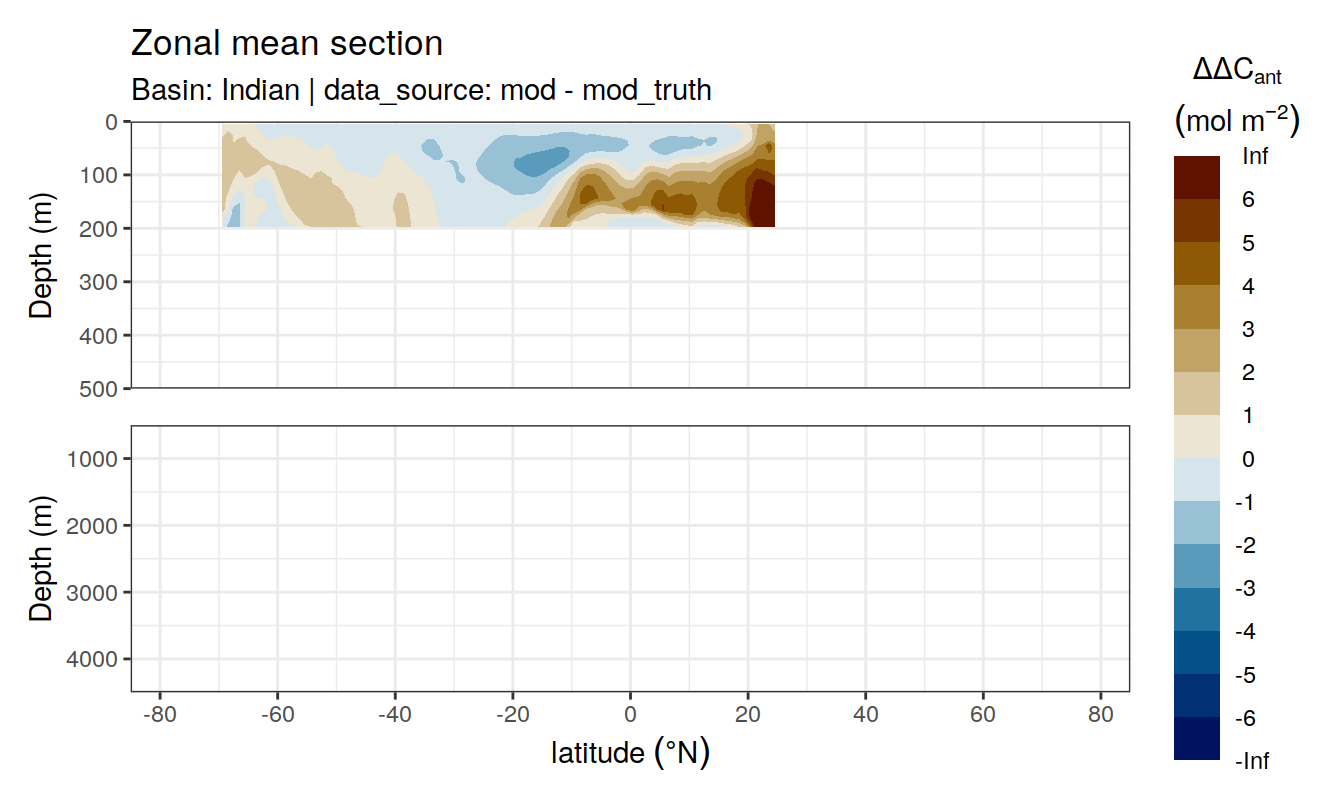 Zonal mean section
Basin: Indian | data_source: mod - mod_truth
Depth (m)
0
100
200
300
400
500
Depth (m)
1000
2000
3000
4000
-80 -60 -40 -20 0 20 40 60 80
latitude (°N)
ΔΔCant
(mol m−2)
Inf
6
5
4
3
2
1
0
-1
-2
-3
-4
-5
-6
-Inf